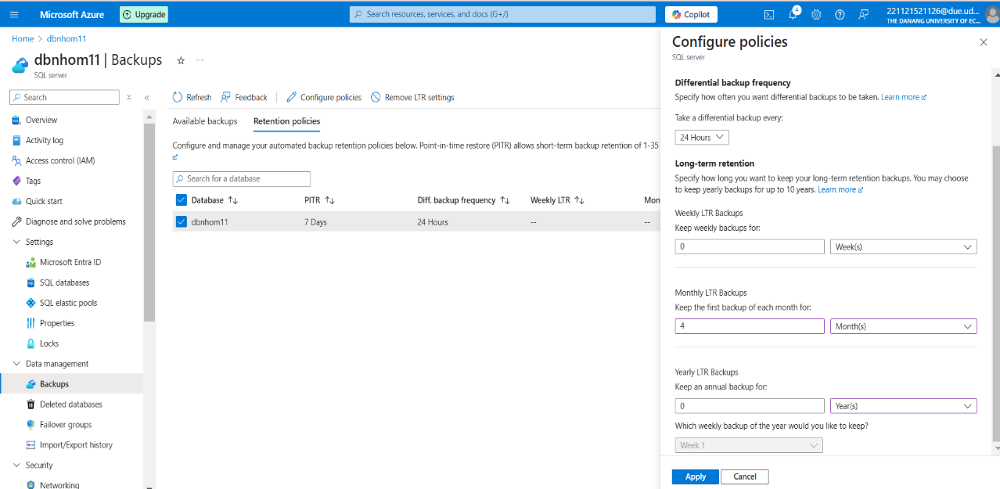 Microsoft Azure
Upgrade
Search resources, services, and docs (G+/)
Copilot
4
221121521126@due.ud...
THE DANANG UNIVERSITY OF EC...
Home > dbnhom11
dbnhom11 | Backups
SQL server
Search
Overview
Activity log
Access control (IAM)
Tags
Quick start
Diagnose and solve problems
Settings
Microsoft Entra ID
SQL databases
SQL elastic pools
Properties
Locks
Data management
Backups
Deleted databases
Failover groups
Import/Export history
Security
Networking
Refresh
Feedback
Configure policies
Remove LTR settings
Available backups
Retention policies
Configure and manage your automated backup retention policies below. Point-in-time restore (PITR) allows short-term backup retention of 1-35
Search for a database
Database PITR Diff. backup frequency Weekly LTR Mon
dbnhom11 7 Days 24 Hours -- --
Configure policies
SQL server
Differential backup frequency
Specify how often you want differential backups to be taken. Learn more
Take a differential backup every:
24 Hours
Long-term retention
Specify how long you want to keep your long-term retention backups. You may choose
to keep yearly backups for up to 10 years. Learn more
Weekly LTR Backups
Keep weekly backups for:
0 Week(s)
Monthly LTR Backups
Keep the first backup of each month for:
4 Month(s)
Yearly LTR Backups
Keep an annual backup for:
0 Year(s)
Which weekly backup of the year would you like to keep?
Week 1
Apply
Cancel